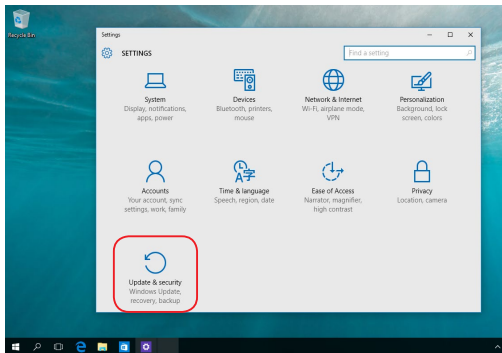 Recycle Bin
Settings
SETTINGS
Find a setting
System
Display, notifications,
apps, power
Devices
Bluetooth, printers,
mouse
Network & Internet
Wi-Fi, airplane mode,
VPN
Personalization
Background, lock
screen, colors
Accounts
Your account, sync
settings, work, family
Time & language
Speech, region, date
Ease of Access
Narrator, magnifier,
high contrast
Privacy
Location, camera
Update & security
Windows Update,
recovery, backup